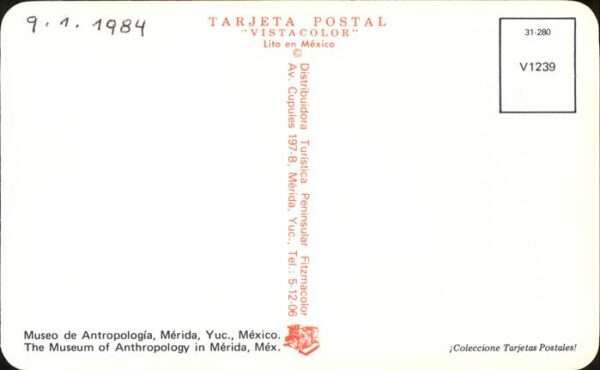 9.1.1984
TARJETA POSTAL
"VISTACOLOR"
Lito en México
© Distribuidora Turística Peninsular Fitzmacolor
Av. Cupules 197-B, Mérida, Yuc., Tel.: 5-12-06
31-280
V1239
Museo de Antropología, Mérida, Yuc., México.
The Museum of Anthropology in Mérida, Méx.
¡Coleccione Tarjetas Postales!